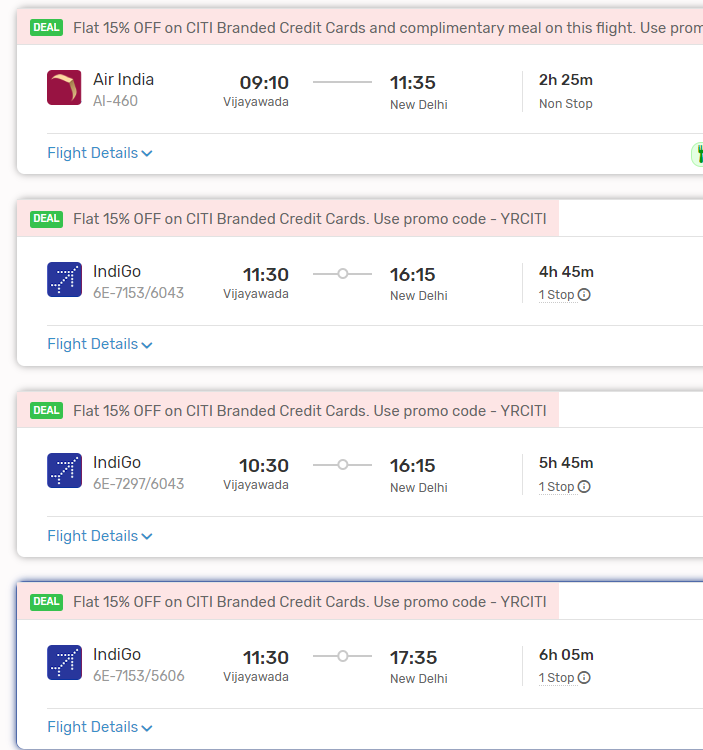 DEAL Flat 15% OFF on CITI Branded Credit Cards and complimentary meal on this flight. Use
Air India 09:10 11:35 2h 25m
AI-460 Vijayawada New Delhi Non Stop
Flight Details
DEAL Flat 15% OFF on CITI Branded Credit Cards. Use promo code - YRCITI
IndiGo 11:30 16:15 4h 45m
6E-7153/6043 Vijayawada New Delhi 1 Stop
Flight Details
DEAL Flat 15% OFF on CITI Branded Credit Cards. Use promo code - YRCITI
IndiGo 10:30 16:15 5h 45m
6E-7297/6043 Vijayawada New Delhi 1 Stop
Flight Details
DEAL Flat 15% OFF on CITI Branded Credit Cards. Use promo code - YRCITI
IndiGo 11:30 17:35 6h 05m
6E-7153/5606 Vijayawada New Delhi 1 Stop
Flight Details